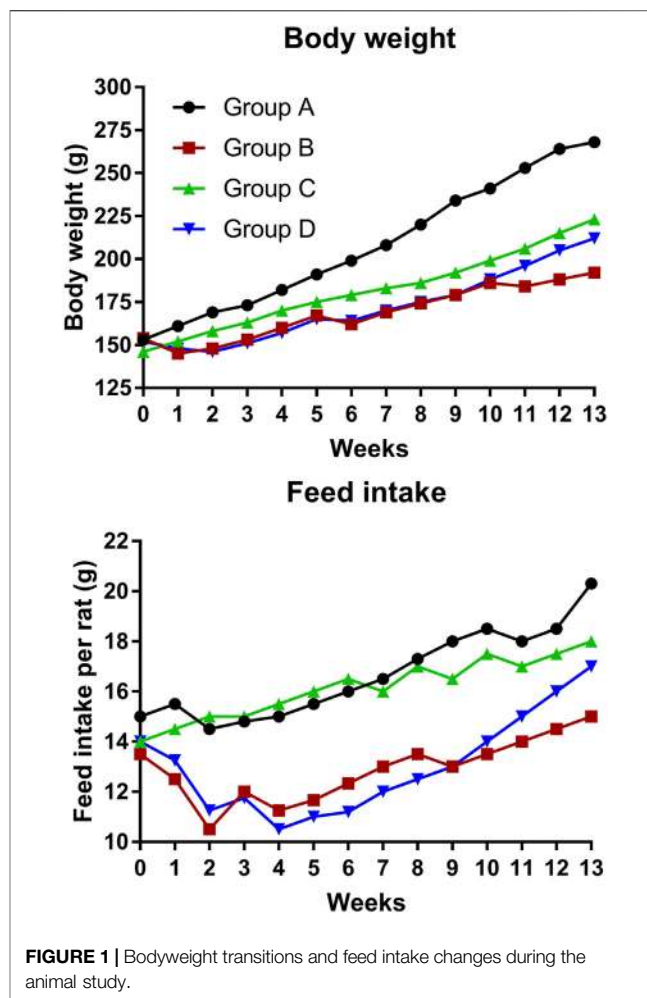 Body weight
300
275
250
225
200
175
150
125
Body weight (g)
Group A
Group B
Group C
Group D
0 1 2 3 4 5 6 7 8 9 10 11 12 13
Weeks
Feed intake
22
20
18
16
14
12
10
Feed intake per rat (g)
0 1 2 3 4 5 6 7 8 9 10 11 12 13
Weeks
FIGURE 1 | Bodyweight transitions and feed intake changes during the
animal study.